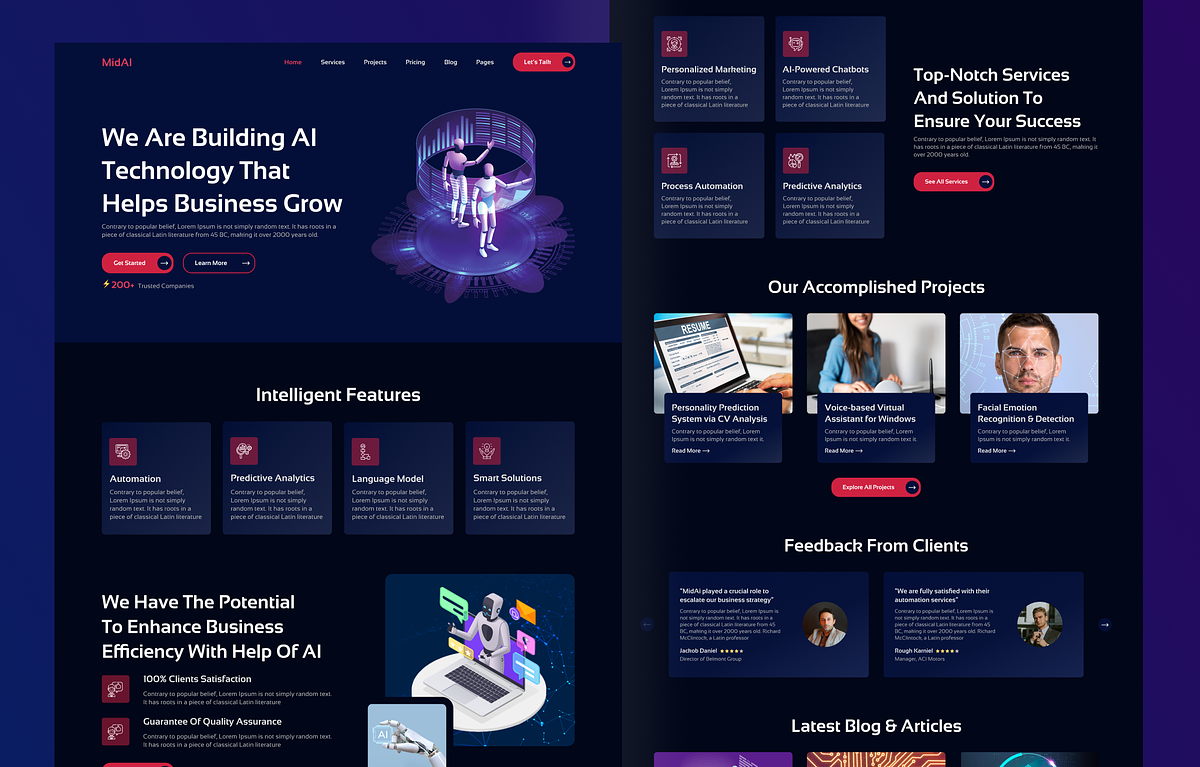 MidAI
Home Services Projects Pricing Blog Pages Let's Talk
We Are Building AI
Technology That
Helps Business Grow
Contrary to popular belief, Lorem Ipsum is not simply random text. It has roots in a
piece of classical Latin literature from 45 BC, making it over 2000 years old.
Get Started Learn More
200+ Trusted Companies
Intelligent Features
Automation
Contrary to popular belief,
Lorem Ipsum is not simply
random text. It has roots in a
piece of classical Latin literature
Predictive Analytics
Contrary to popular belief,
Lorem Ipsum is not simply
random text. It has roots in a
piece of classical Latin literature
Language Model
Contrary to popular belief,
Lorem Ipsum is not simply
random text. It has roots in a
piece of classical Latin literature
Smart Solutions
Contrary to popular belief,
Lorem Ipsum is not simply
random text. It has roots in a
piece of classical Latin literature
We Have The Potential
To Enhance Business
Efficiency With Help Of AI
100% Clients Satisfaction
Contrary to popular belief, Lorem Ipsum is not simply random text.
It has roots in a piece of classical Latin literature
Guarantee Of Quality Assurance
Contrary to popular belief, Lorem Ipsum is not simply random text.
It has roots in a piece of classical Latin literature
AI
Personalized Marketing
Contrary to popular belief,
Lorem Ipsum is not simply
random text. It has roots in a
piece of classical Latin literature
AI-Powered Chatbots
Contrary to popular belief,
Lorem Ipsum is not simply
random text. It has roots in a
piece of classical Latin literature
Process Automation
Contrary to popular belief,
Lorem Ipsum is not simply
random text. It has roots in a
piece of classical Latin literature
Predictive Analytics
Contrary to popular belief,
Lorem Ipsum is not simply
random text. It has roots in a
piece of classical Latin literature
Top-Notch Services
And Solution To
Ensure Your Success
Contrary to popular belief, Lorem Ipsum is not simply random text. It
has roots in a piece of classical Latin literature from 45 BC, making it
over 2000 years old.
See All Services
Our Accomplished Projects
RESUME
Personality Prediction
System via CV Analysis
Contrary to popular belief, Lorem
Ipsum is not simply random text it.
Read More
Voice-based Virtual
Assistant for Windows
Contrary to popular belief, Lorem
Ipsum is not simply random text it.
Read More
Facial Emotion
Recognition & Detection
Contrary to popular belief, Lorem
Ipsum is not simply random text it.
Read More
Explore All Projects
Feedback From Clients
"MidAi played a crucial role to
escalate our business strategy"
Contrary to popular belief, Lorem Ipsum is
not simply random text. It has roots in a
piece of classical Latin literature from 45
BC, making it over 2000 years old. Richard
McClintock, a Latin professor
Jackob Daniel
Director of Belmont Group
"We are fully satisfied with their
automation services"
Contrary to popular belief, Lorem Ipsum is
not simply random text. It has roots in a
piece of classical Latin literature from 45
BC, making it over 2000 years old. Richard
McClintock, a Latin professor
Rough Karniel
Manager, ACI Motors
Latest Blog & Articles